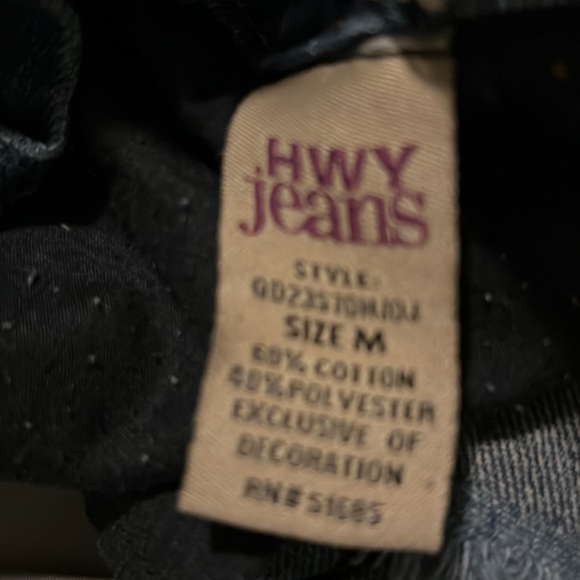 HWY
jeans
STYLE:
SIZE M
60% COTTON
40% POLYESTER
EXCLUSIVE OF
DECORATION
RN# 51685